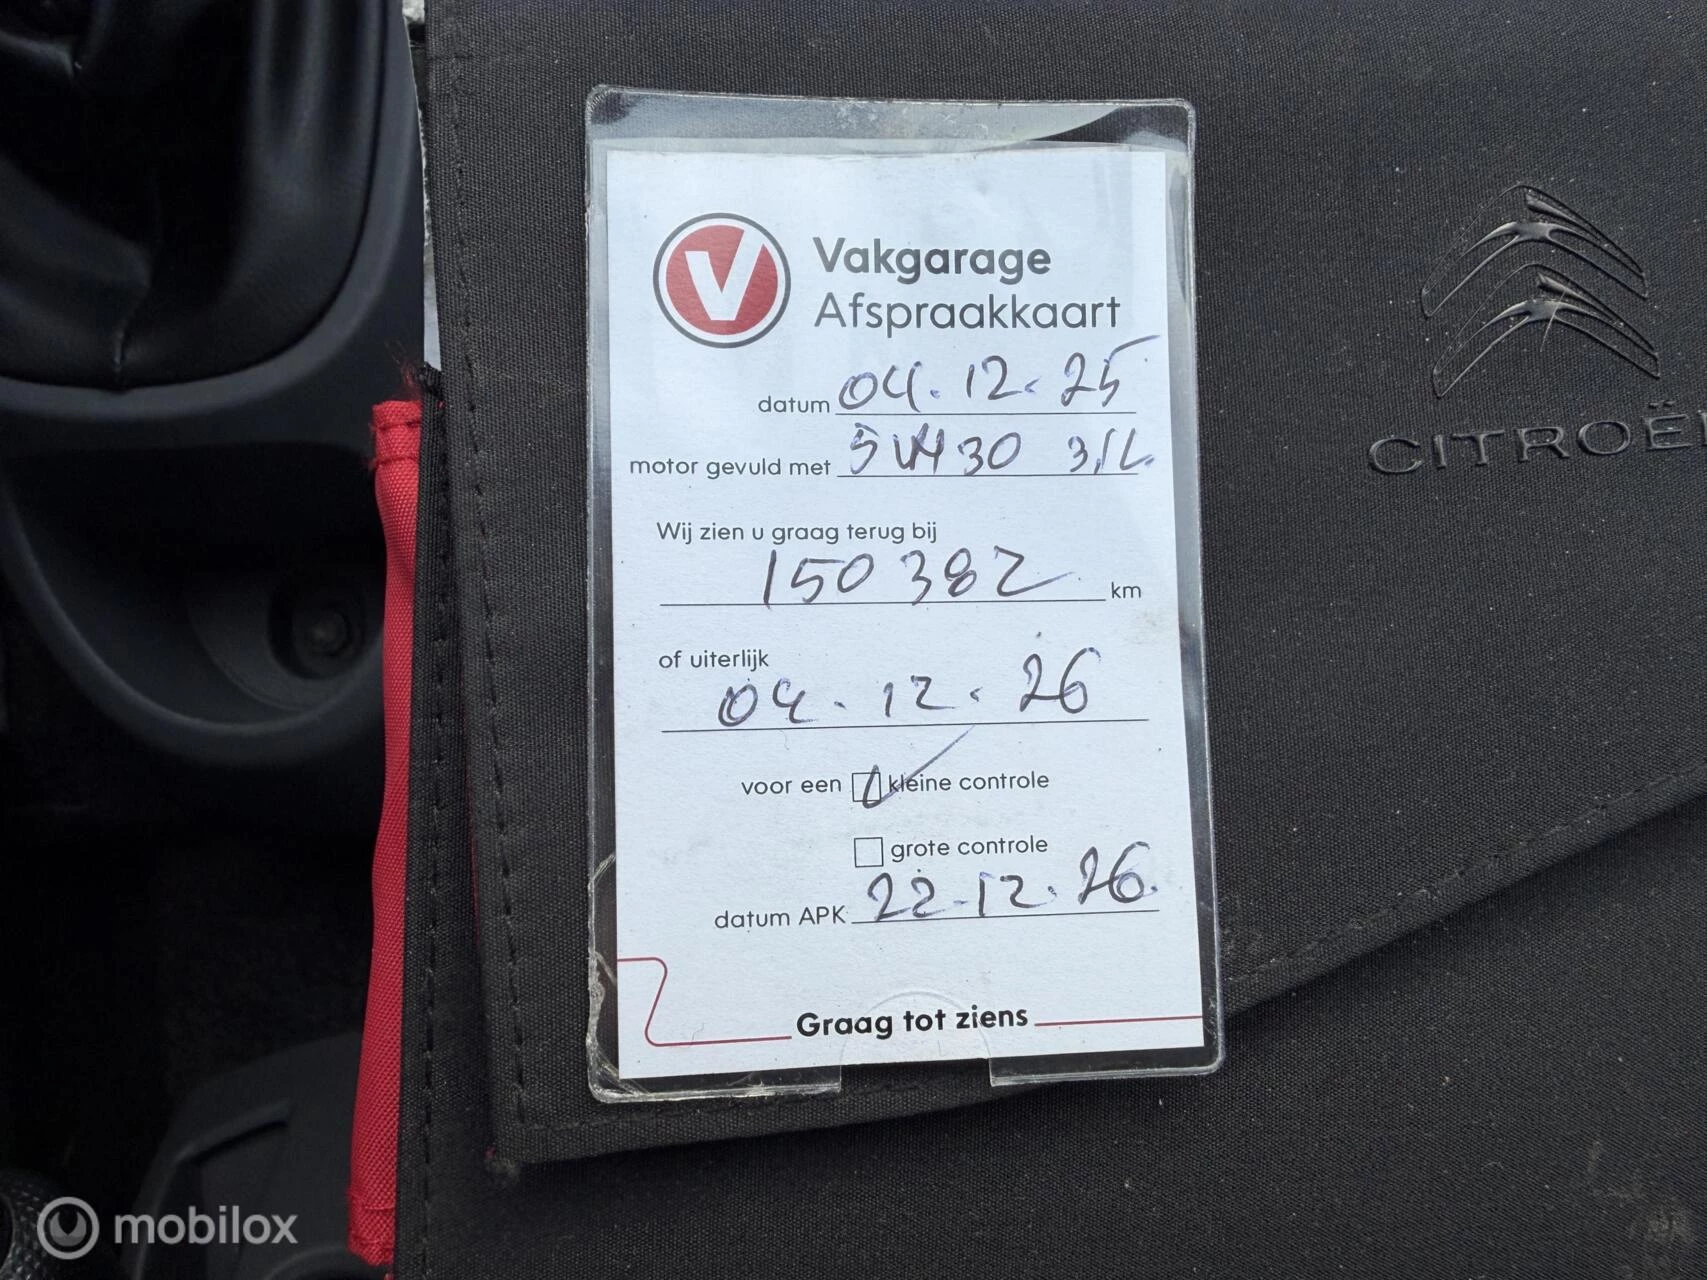 Vakgarage
Afspraakkaart
datum 04.12.25
motor gevuld met 5W30 3,1L.
Wij zien u graag terug bij
150382 km
of uiterlijk
04.12.26
voor een kleine controle
grote controle
datum APK 22.12.26.
Graag tot ziens
CITROË
mobilox